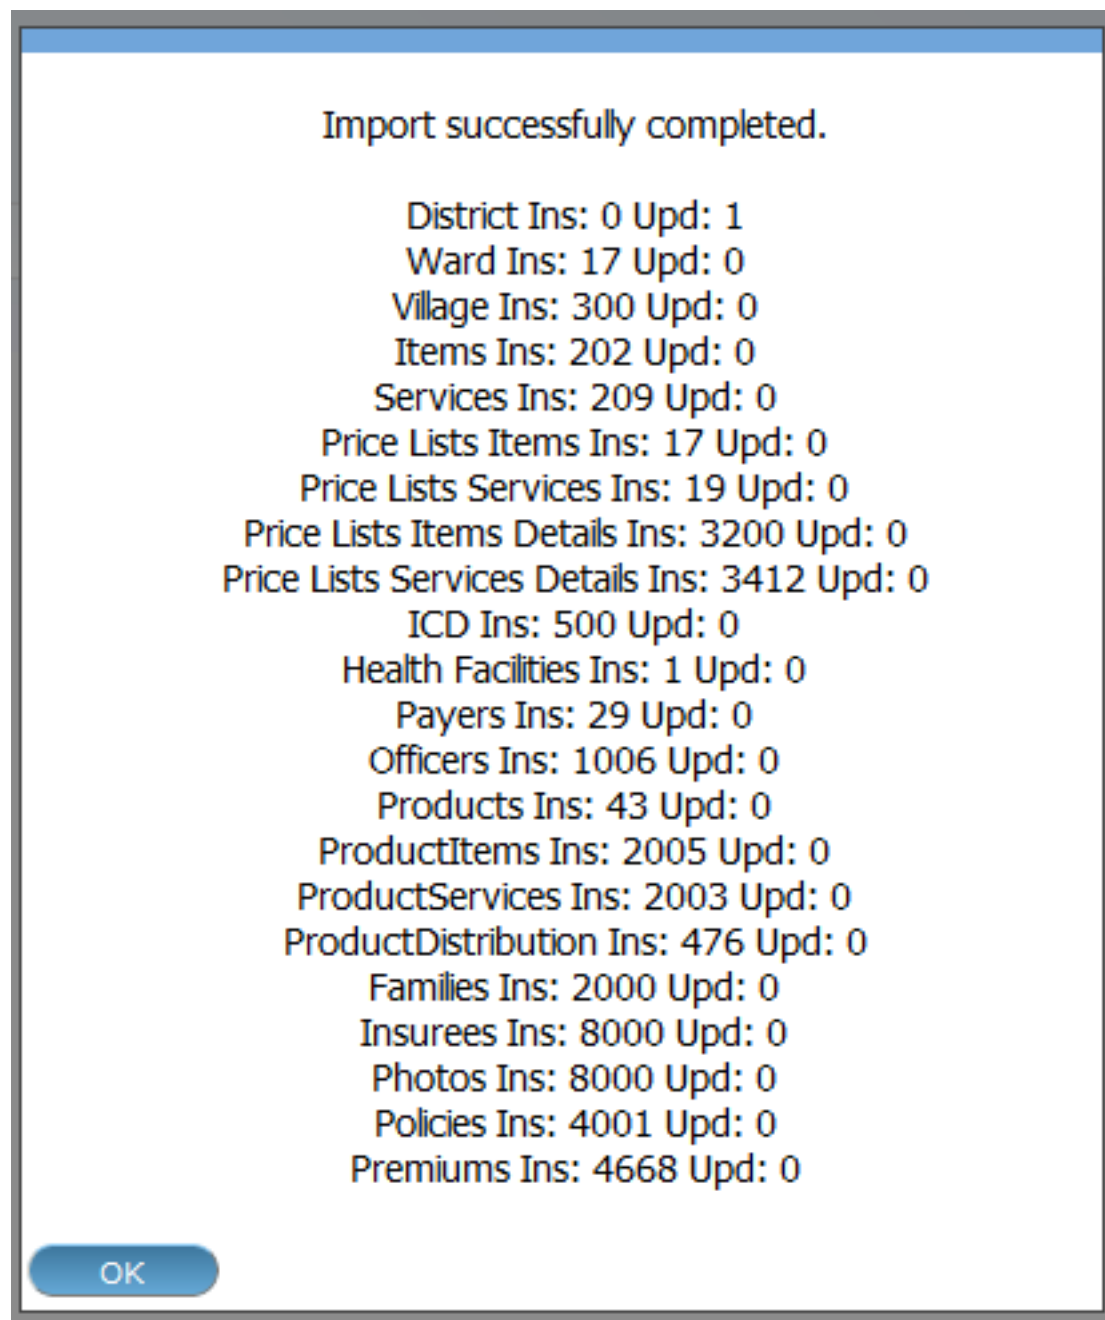 Import successfully completed.
District Ins: 0 Upd: 1
Ward Ins: 17 Upd: 0
Village Ins: 300 Upd: 0
Items Ins: 202 Upd: 0
Services Ins: 209 Upd: 0
Price Lists Items Ins: 17 Upd: 0
Price Lists Services Ins: 19 Upd: 0
Price Lists Items Details Ins: 3200 Upd: 0
Price Lists Services Details Ins: 3412 Upd: 0
ICD Ins: 500 Upd: 0
Health Facilities Ins: 1 Upd: 0
Payers Ins: 29 Upd: 0
Officers Ins: 1006 Upd: 0
Products Ins: 43 Upd: 0
ProductItems Ins: 2005 Upd: 0
ProductServices Ins: 2003 Upd: 0
ProductDistribution Ins: 476 Upd: 0
Families Ins: 2000 Upd: 0
Insurees Ins: 8000 Upd: 0
Photos Ins: 8000 Upd: 0
Policies Ins: 4001 Upd: 0
Premiums Ins: 4668 Upd: 0
OK